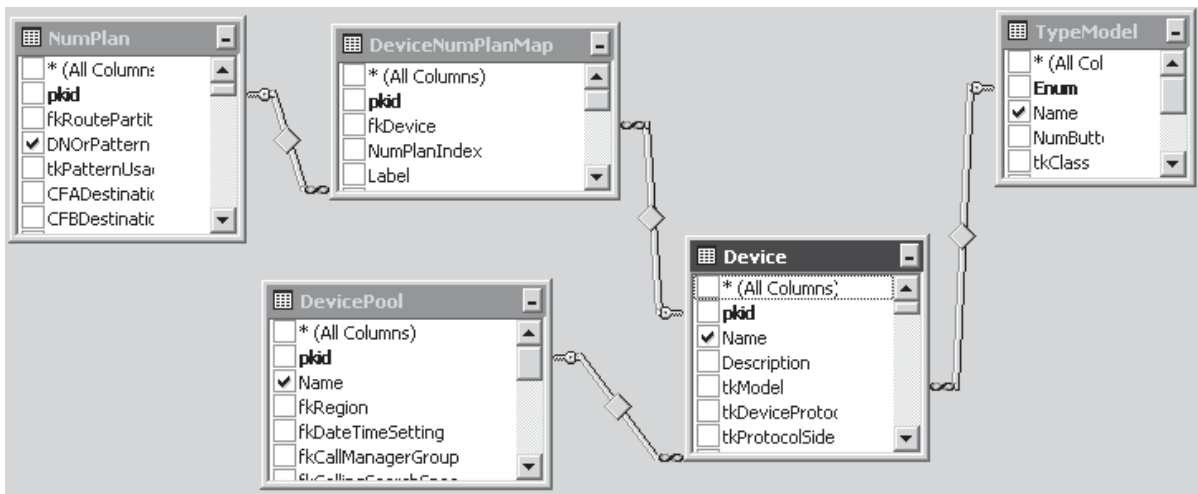 NumPlan
* (All Columns
pkid
fkRoutePartit
DNOrPattern
tkPatternUsa
CFADestinatic
CFBDestinatic
DeviceNumPlanMap
* (All Columns)
pkid
fkDevice
NumPlanIndex
Label
TypeModel
* (All Col
Enum
Name
NumButt
tkClass
DevicePool
* (All Columns)
pkid
Name
fkRegion
fkDateTimeSetting
fkCallManagerGroup
Device
* (All Columns)
pkid
Name
Description
tkModel
tkDeviceProtoc
tkProtocolSide